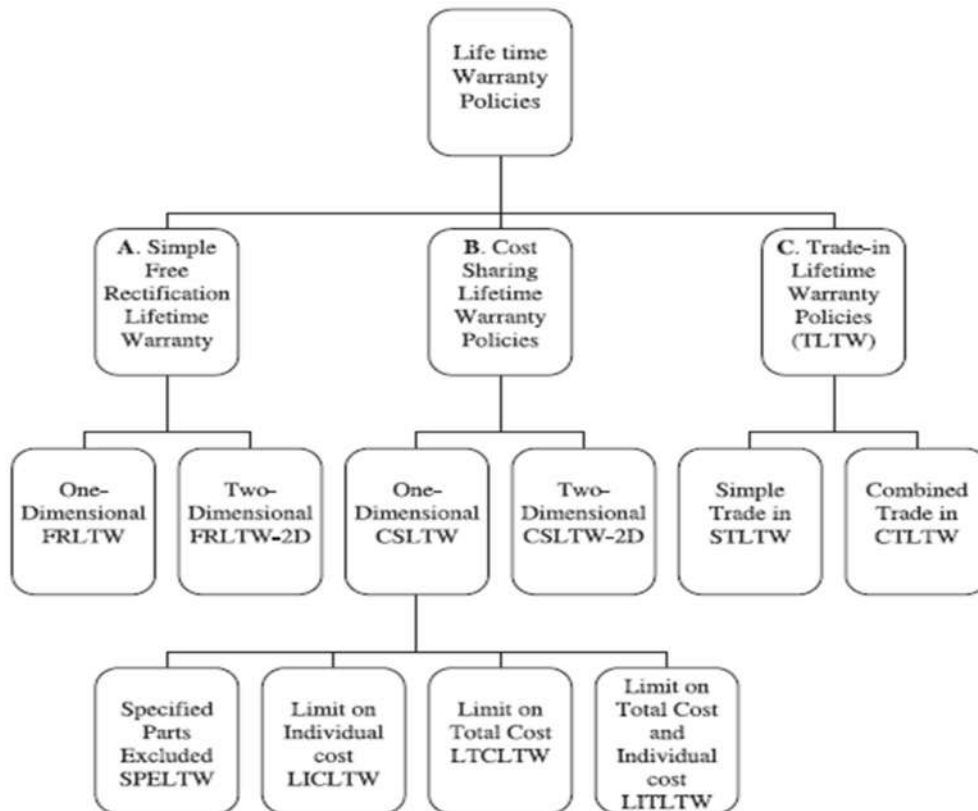 Life time
Warranty
Policies
A. Simple
Free
Rectification
Lifetime
Warranty
B. Cost
Sharing
Lifetime
Warranty
Policies
C. Trade-in
Lifetime
Warranty
Policies
(TLTW)
One-
Dimensional
FRLTW
Two-
Dimensional
FRLTW-2D
One-
Dimensional
CSLTW
Two-
Dimensional
CSLTW-2D
Simple
Trade in
STLTW
Combined
Trade in
CTLTW
Specified
Parts
Excluded
SPELTW
Limit on
Individual
cost
LICLTW
Limit on
Total Cost
LTCLTW
Limit on
Total Cost
and
Individual
cost
LITLTW